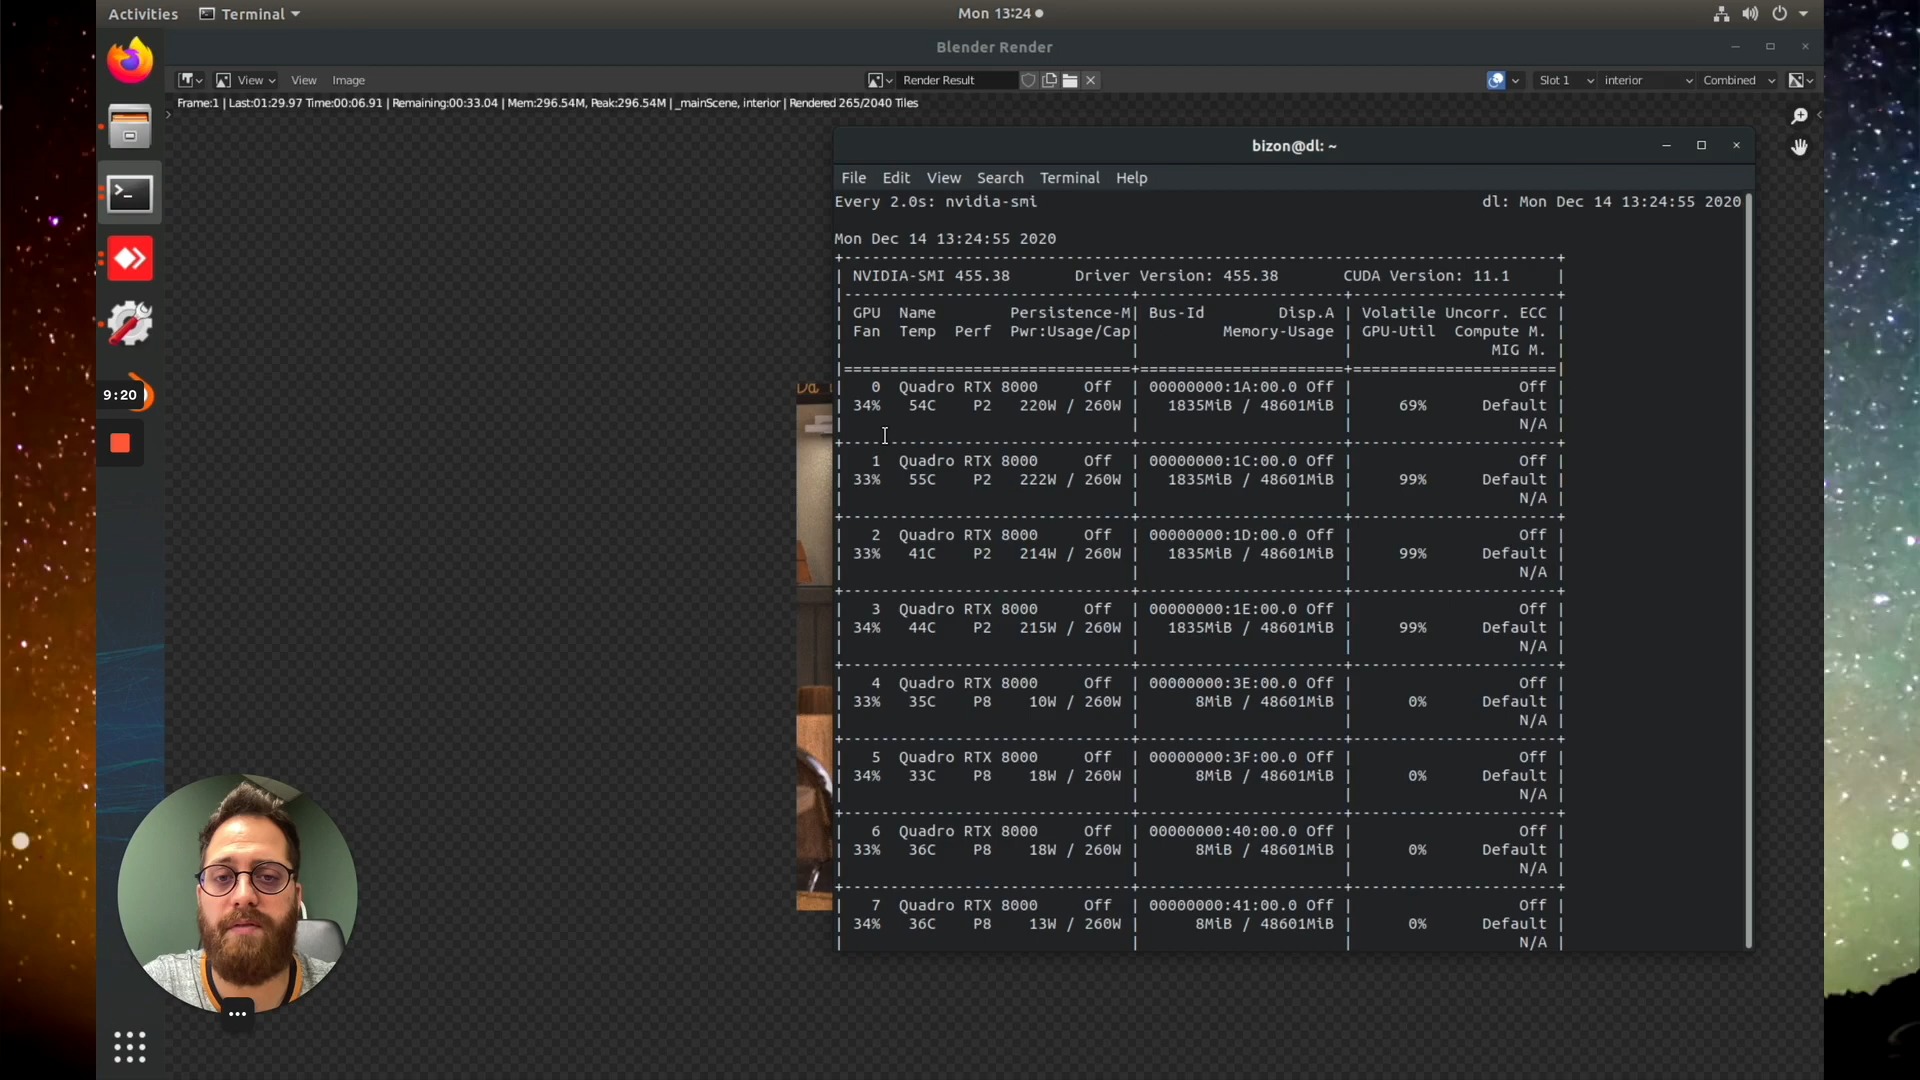 Activities Terminal Mon 13:24
Blender Render
View View Image Render Result Slot 1 interior Combined
Frame:1 | Last:01:29.97 Time:00:06.91 | Remaining:00:33.04 | Mem:296.54M, Peak:296.54M | _mainScene, interior | Rendered 265/2040 Tiles
bizon@dl: ~
File Edit View Search Terminal Help
Every 2.0s: nvidia-smi dl: Mon Dec 14 13:24:55 2020
Mon Dec 14 13:24:55 2020
+-----------------------------------------------------------------------------+
| NVIDIA-SMI 455.38       Driver Version: 455.38       CUDA Version: 11.1     |
|-------------------------------+----------------------+----------------------+
| GPU  Name        Persistence-M| Bus-Id        Disp.A | Volatile Uncorr. ECC |
| Fan  Temp  Perf  Pwr:Usage/Cap|         Memory-Usage | GPU-Util  Compute M. |
|                               |                      |               MIG M. |
|===============================+======================+======================|
|   0  Quadro RTX 8000     Off  | 00000000:1A:00.0 Off |                  Off |
| 34%   54C    P2   220W / 260W |   1835MiB / 48601MiB |     69%      Default |
|                               |                      |                  N/A |
+-------------------------------+----------------------+----------------------+
|   1  Quadro RTX 8000     Off  | 00000000:1C:00.0 Off |                  Off |
| 33%   55C    P2   222W / 260W |   1835MiB / 48601MiB |     99%      Default |
|                               |                      |                  N/A |
+-------------------------------+----------------------+----------------------+
|   2  Quadro RTX 8000     Off  | 00000000:1D:00.0 Off |                  Off |
| 33%   41C    P2   214W / 260W |   1835MiB / 48601MiB |     99%      Default |
|                               |                      |                  N/A |
+-------------------------------+----------------------+----------------------+
|   3  Quadro RTX 8000     Off  | 00000000:1E:00.0 Off |                  Off |
| 34%   44C    P2   215W / 260W |   1835MiB / 48601MiB |     99%      Default |
|                               |                      |                  N/A |
+-------------------------------+----------------------+----------------------+
|   4  Quadro RTX 8000     Off  | 00000000:3E:00.0 Off |                  Off |
| 33%   35C    P8    10W / 260W |      8MiB / 48601MiB |      0%      Default |
|                               |                      |                  N/A |
+-------------------------------+----------------------+----------------------+
|   5  Quadro RTX 8000     Off  | 00000000:3F:00.0 Off |                  Off |
| 34%   33C    P8    18W / 260W |      8MiB / 48601MiB |      0%      Default |
|                               |                      |                  N/A |
+-------------------------------+----------------------+----------------------+
|   6  Quadro RTX 8000     Off  | 00000000:40:00.0 Off |                  Off |
| 33%   36C    P8    18W / 260W |      8MiB / 48601MiB |      0%      Default |
|                               |                      |                  N/A |
+-------------------------------+----------------------+----------------------+
|   7  Quadro RTX 8000     Off  | 00000000:41:00.0 Off |                  Off |
| 34%   36C    P8    13W / 260W |      8MiB / 48601MiB |      0%      Default |
|                               |                      |                  N/A |
9:20
Da